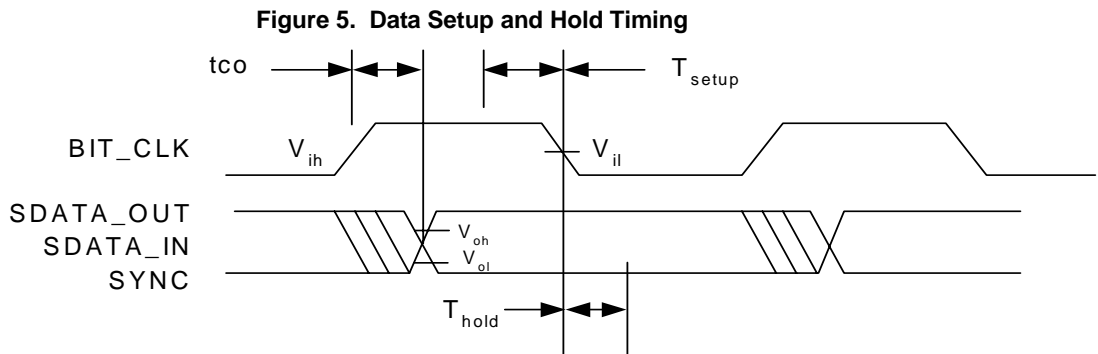 Figure 5. Data Setup and Hold Timing
tco
T setup
BIT_CLK
V ih
V il
SDATA_OUT
SDATA_IN
V oh
V ol
SYNC
T hold